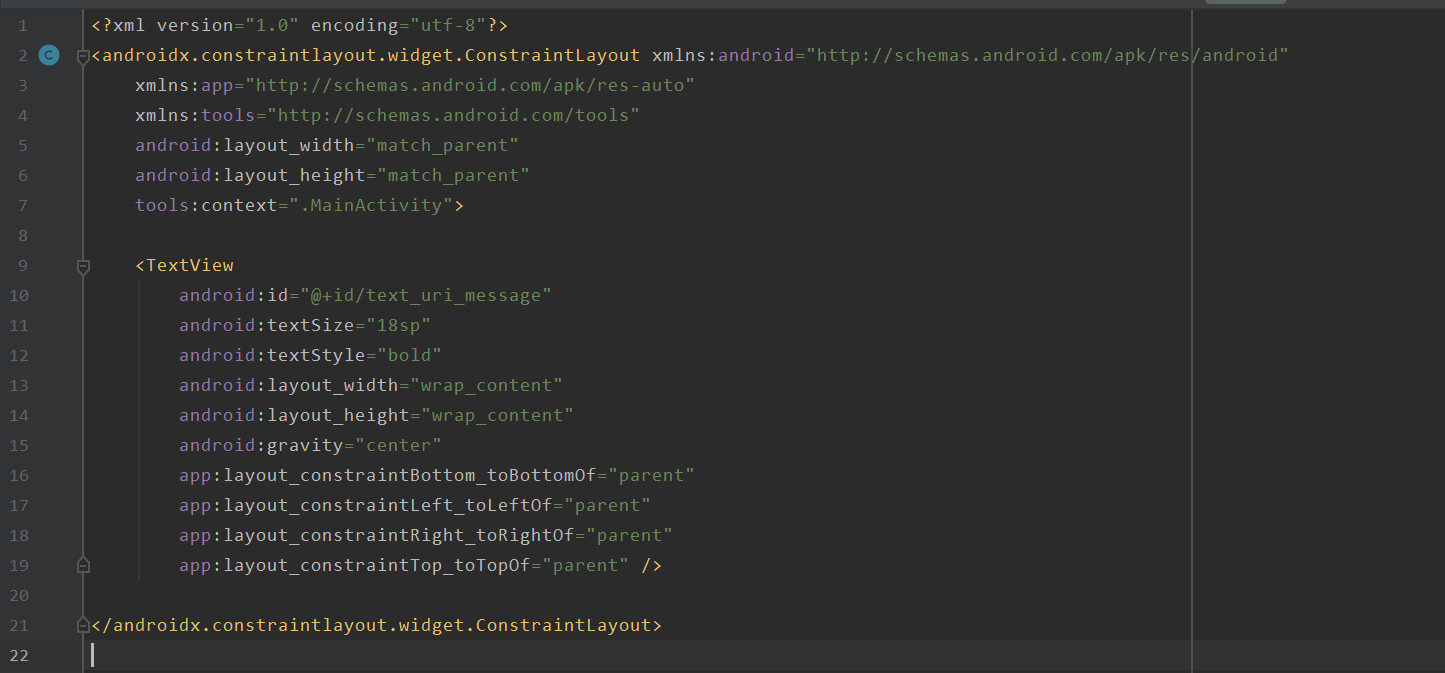 1 <?xml version="1.0" encoding="utf-8"?>
2 C <androidx.constraintlayout.widget.ConstraintLayout xmlns:android="http://schemas.android.com/apk/res/android"
3     xmlns:app="http://schemas.android.com/apk/res-auto"
4     xmlns:tools="http://schemas.android.com/tools"
5     android:layout_width="match_parent"
6     android:layout_height="match_parent"
7     tools:context=".MainActivity">
8
9     <TextView
10         android:id="@+id/text_uri_message"
11         android:textSize="18sp"
12         android:textStyle="bold"
13         android:layout_width="wrap_content"
14         android:layout_height="wrap_content"
15         android:gravity="center"
16         app:layout_constraintBottom_toBottomOf="parent"
17         app:layout_constraintLeft_toLeftOf="parent"
18         app:layout_constraintRight_toRightOf="parent"
19         app:layout_constraintTop_toTopOf="parent" />
20
21 </androidx.constraintlayout.widget.ConstraintLayout>
22